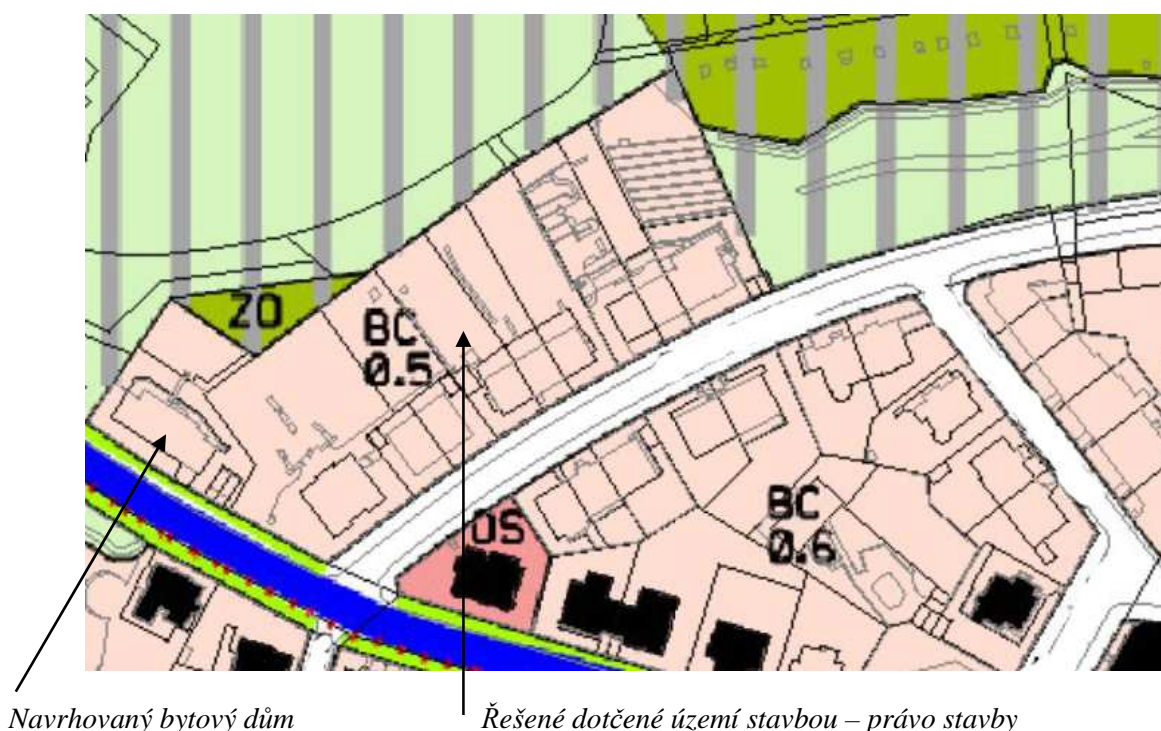 ZO
BC
0.5
OS
BC
0.6
Navrhovaný bytový dům
Řešené dotčené území stavbou – právo stavby